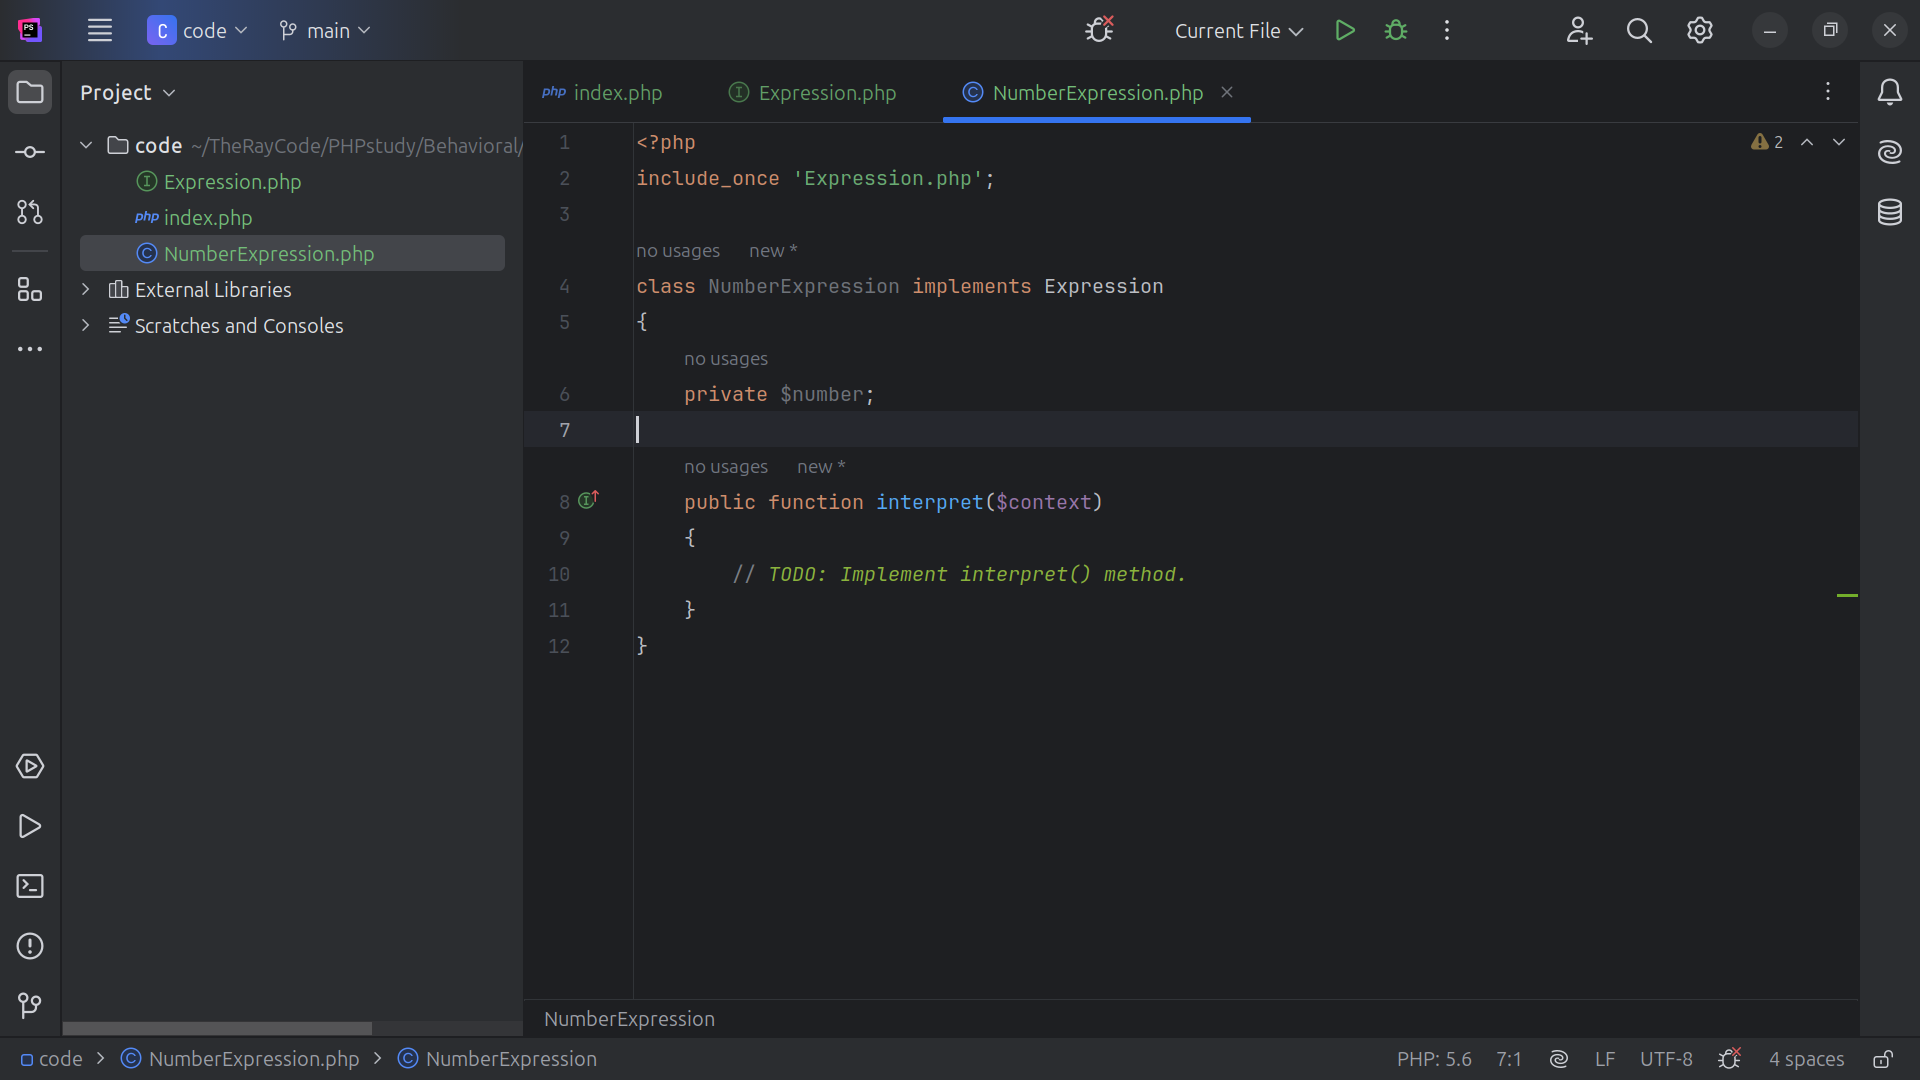 PS
C code main
Current File
Project
php index.php
I Expression.php
C NumberExpression.php
code ~/TheRayCode/PHPstudy/Behavioral/
I Expression.php
php index.php
C NumberExpression.php
External Libraries
Scratches and Consoles
2
1 <?php
2 include_once 'Expression.php';
3
no usages new *
4 class NumberExpression implements Expression
5 {
no usages
6 private $number;
7
no usages new *
8 public function interpret($context)
9 {
10 // TODO: Implement interpret() method.
11 }
12 }
NumberExpression
code > C NumberExpression.php > C NumberExpression
PHP: 5.6 7:1 LF UTF-8 4 spaces